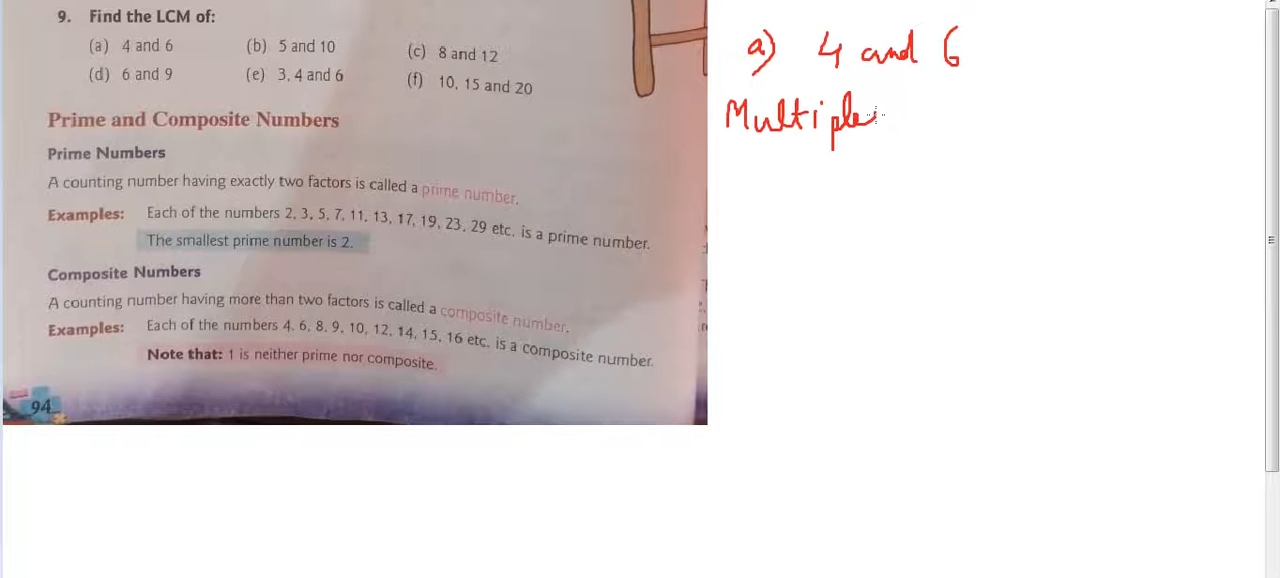 9. Find the LCM of:
(a) 4 and 6 (b) 5 and 10 (c) 8 and 12
(d) 6 and 9 (e) 3, 4 and 6 (f) 10, 15 and 20
Prime and Composite Numbers
Prime Numbers
A counting number having exactly two factors is called a prime number.
Examples: Each of the numbers 2, 3, 5, 7, 11, 13, 17, 19, 23, 29 etc. is a prime number.
The smallest prime number is 2.
Composite Numbers
A counting number having more than two factors is called a composite number.
Examples: Each of the numbers 4, 6, 8, 9, 10, 12, 14, 15, 16 etc. is a composite number.
Note that: 1 is neither prime nor composite.
94
a) 4 and 6
Multiple